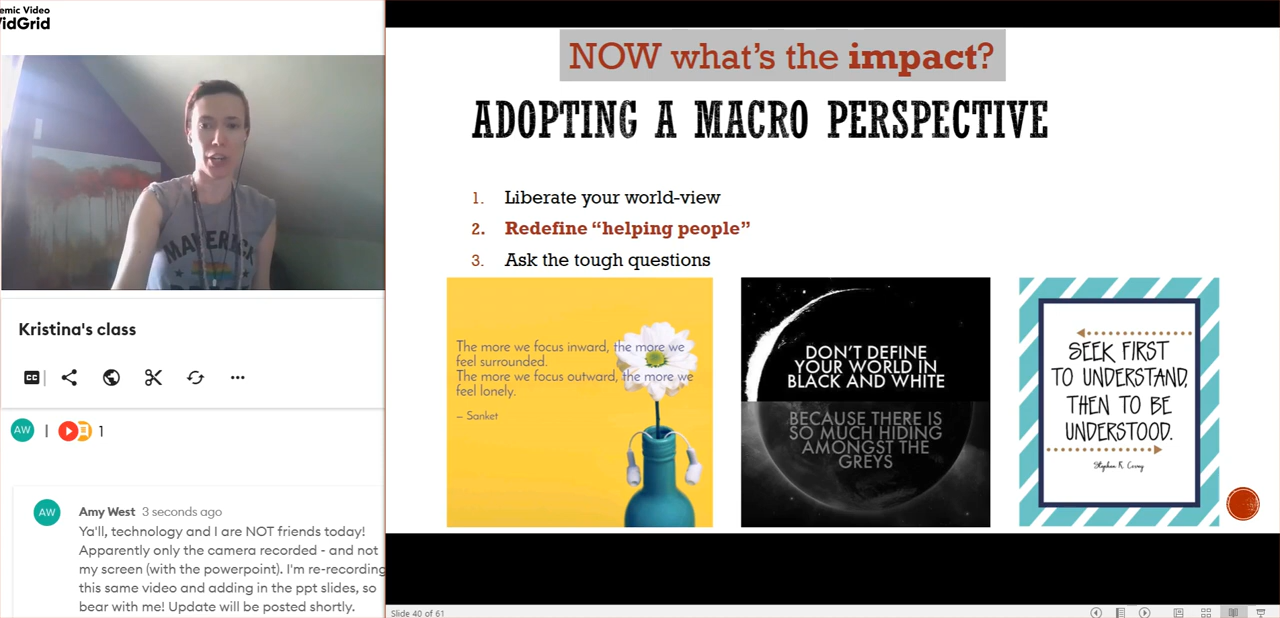 emic Video
VidGrid
MAVERICK
Kristina's class
CC
AW | 1
AW
Amy West 3 seconds ago
Ya'll, technology and I are NOT friends today!
Apparently only the camera recorded - and not
my screen (with the powerpoint). I'm re-recording
this same video and adding in the ppt slides, so
bear with me! Update will be posted shortly.
NOW what's the impact?
ADOPTING A MACRO PERSPECTIVE
1. Liberate your world-view
2. Redefine “helping people”
3. Ask the tough questions
The more we focus inward, the more we
feel surrounded.
The more we focus outward, the more we
feel lonely.
– Sanket
DON'T DEFINE
YOUR WORLD IN
BLACK AND WHITE
BECAUSE THERE IS
SO MUCH HIDING
AMONGST THE
GREYS
SEEK FIRST
TO UNDERSTAND,
THEN TO BE
UNDERSTOOD.
Stephen R. Covey
Slide 40 of 61